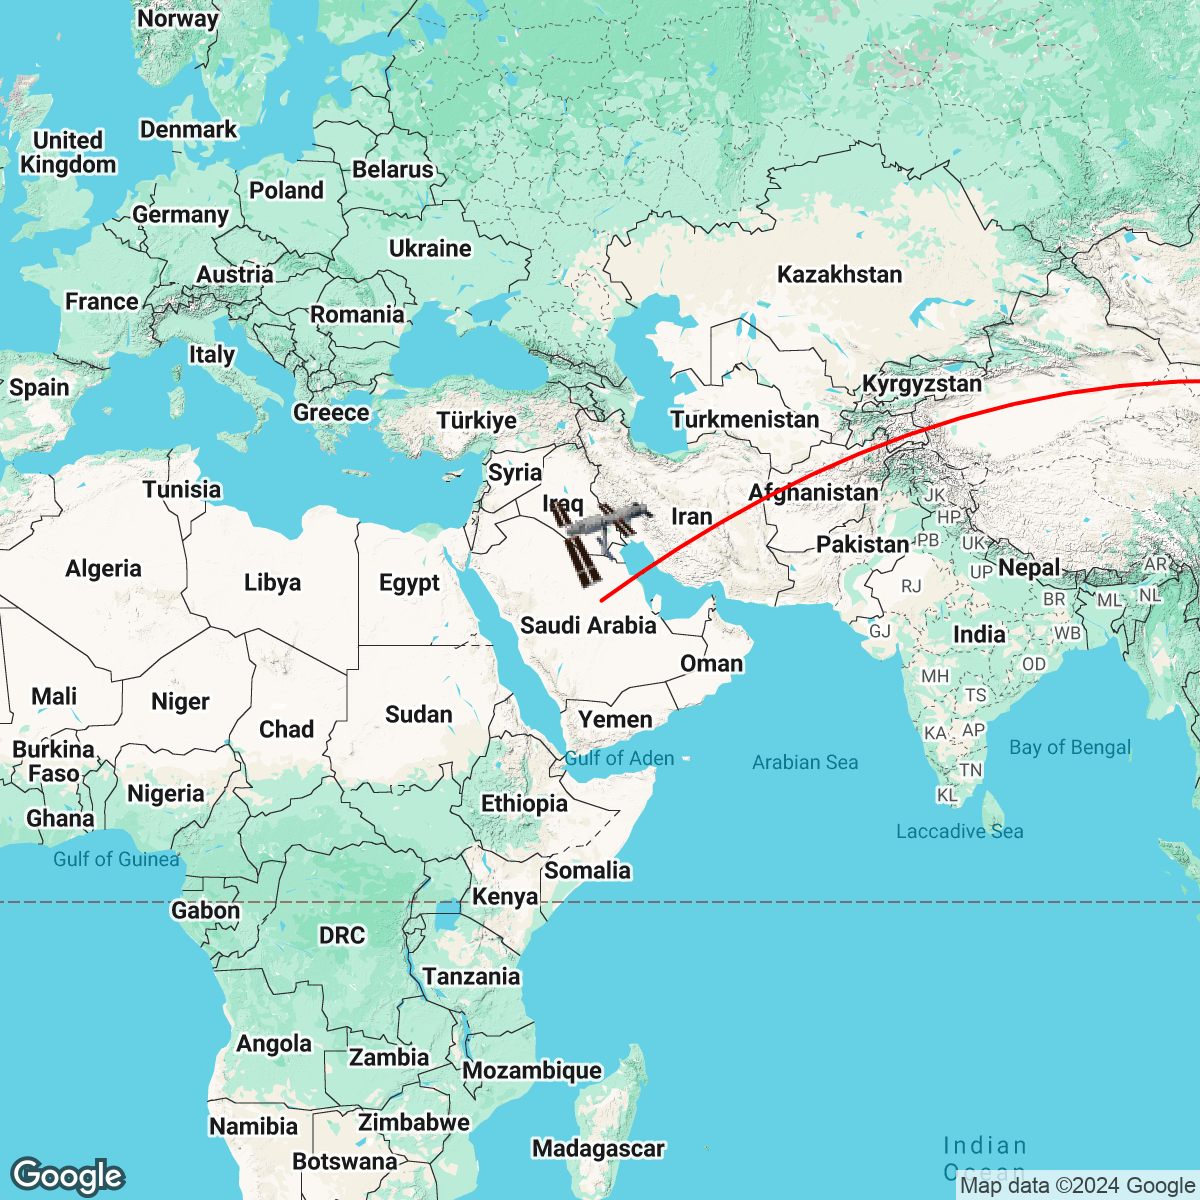 Norway
Denmark
United
Kingdom
Belarus
Poland
Germany
Ukraine
Austria
Kazakhstan
France
Romania
Italy
Spain
Kyrgyzstan
Greece
Türkiye
Turkmenistan
Syria
Tunisia
Afghanistan
JK
Iraq
Iran
HP
Pakistan
PB
UK
Algeria
Libya
Egypt
UP
Nepal
AR
RJ
BR
ML
NL
Saudi Arabia
GJ
India
WB
Oman
OD
MH
Mali
Niger
TS
Chad
Sudan
Yemen
KA
AP
Burkina
Faso
Gulf of Aden
Arabian Sea
Bay of Bengal
TN
Nigeria
Ethiopia
KL
Ghana
Laccadive Sea
Gulf of Guinea
Somalia
Kenya
Gabon
DRC
Tanzania
Angola
Zambia
Mozambique
Namibia
Zimbabwe
Madagascar
Indian
Ocean
Botswana
Google
Map data ©2024 Google